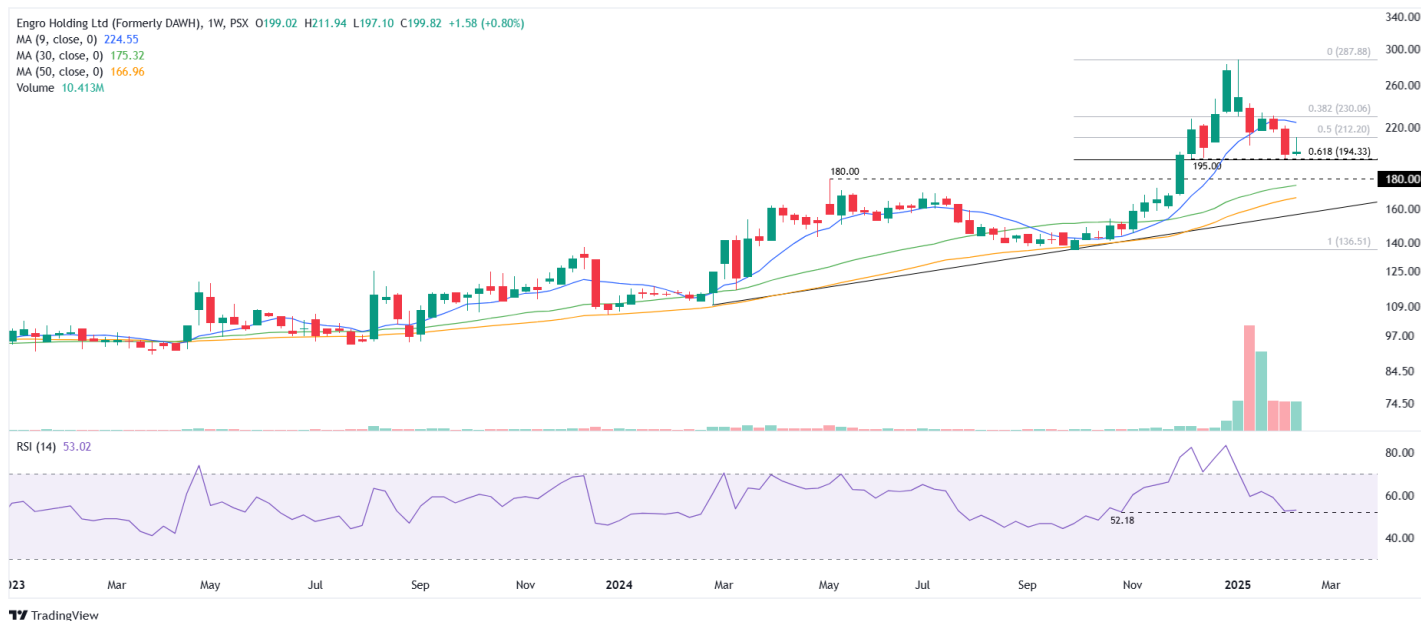 Engro Holding Ltd (Formerly DAWH), 1W, PSX O199.02 H211.94 L197.10 C199.82 +1.58 (+0.80%)
MA (9, close, 0) 224.55
MA (30, close, 0) 175.32
MA (50, close, 0) 166.96
Volume 10.413M
340.00
300.00
260.00
220.00
180.00
160.00
140.00
125.00
109.00
97.00
84.50
74.50
0 (287.88)
0.382 (230.06)
0.5 (212.20)
0.618 (194.33)
195.00
180.00
1 (136.51)
RSI (14) 53.02
80.00
60.00
40.00
52.18
023 Mar May Jul Sep Nov 2024 Mar May Jul Sep Nov 2025 Mar
TradingView